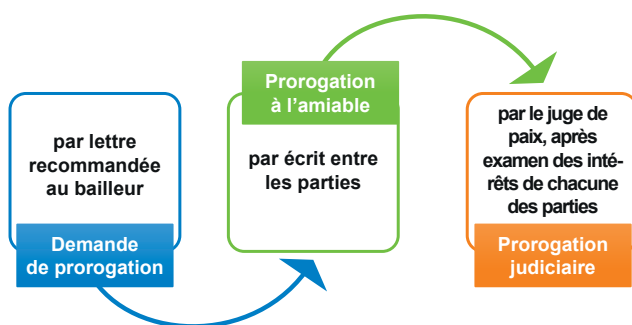 par lettre
recommandée
au bailleur
Demande
de prorogation
Prorogation
à l’amiable
par écrit entre
les parties
par le juge de
paix, après
examen des inté-
rêts de chacune
des parties
Prorogation
judiciaire